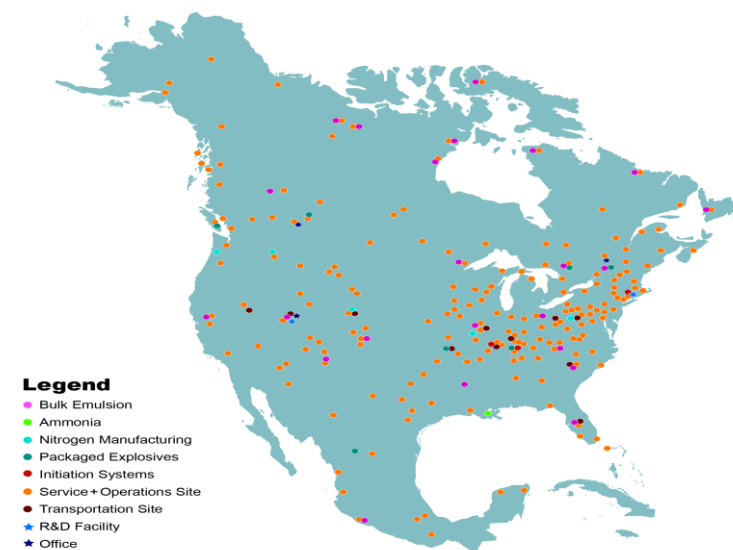 Legend
Bulk Emulsion
Ammonia
Nitrogen Manufacturing
Packaged Explosives
Initiation Systems
Service+Operations Site
Transportation Site
R&D Facility
Office